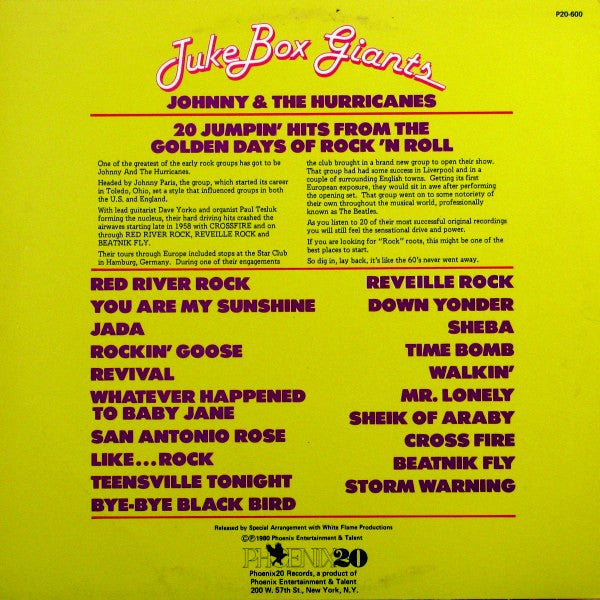 P20-600
Juke Box Giants
JOHNNY & THE HURRICANES
20 JUMPIN' HITS FROM THE
GOLDEN DAYS OF ROCK 'N ROLL
One of the greatest of the early rock groups has got to be
Johnny And The Hurricanes.
Headed by Johnny Paris, the group, which started its career
in Toledo, Ohio, set a style that influenced groups in both
the U.S. and England.
With lead guitarist Dave Yorko and organist Paul Tesluk
forming the nucleus, their hard driving hits crashed the
airwaves starting late in 1958 with CROSSFIRE and on
through RED RIVER ROCK, REVEILLE ROCK and
BEATNIK FLY.
Their tours through Europe included stops at the Star Club
in Hamburg, Germany. During one of their engagements
the club brought in a brand new group to open their show.
That group had had some success in Liverpool and in a
couple of surrounding English towns. Getting its first
European exposure, they would sit in awe after performing
the opening set. That group went on to some notoriety of
their own throughout the musical world, professionally
known as The Beatles.
As you listen to 20 of their most successful original recordings
you will still feel the sensational drive and power.
If you are looking for "Rock" roots, this might be one of the
best places to start.
So dig in, lay back, it's like the 60's never went away.
RED RIVER ROCK
YOU ARE MY SUNSHINE
JADA
ROCKIN' GOOSE
REVIVAL
WHATEVER HAPPENED
TO BABY JANE
SAN ANTONIO ROSE
LIKE...ROCK
TEENSVILLE TONIGHT
BYE-BYE BLACK BIRD
REVEILLE ROCK
DOWN YONDER
SHEBA
TIME BOMB
WALKIN'
MR. LONELY
SHEIK OF ARABY
CROSS FIRE
BEATNIK FLY
STORM WARNING
Released by Special Arrangement with White Flame Productions
©℗1980 Phoenix Entertainment & Talent
PHOENIX20
Phoenix20 Records, a product of
Phoenix Entertainment & Talent
200 W. 57th St., New York, N.Y.